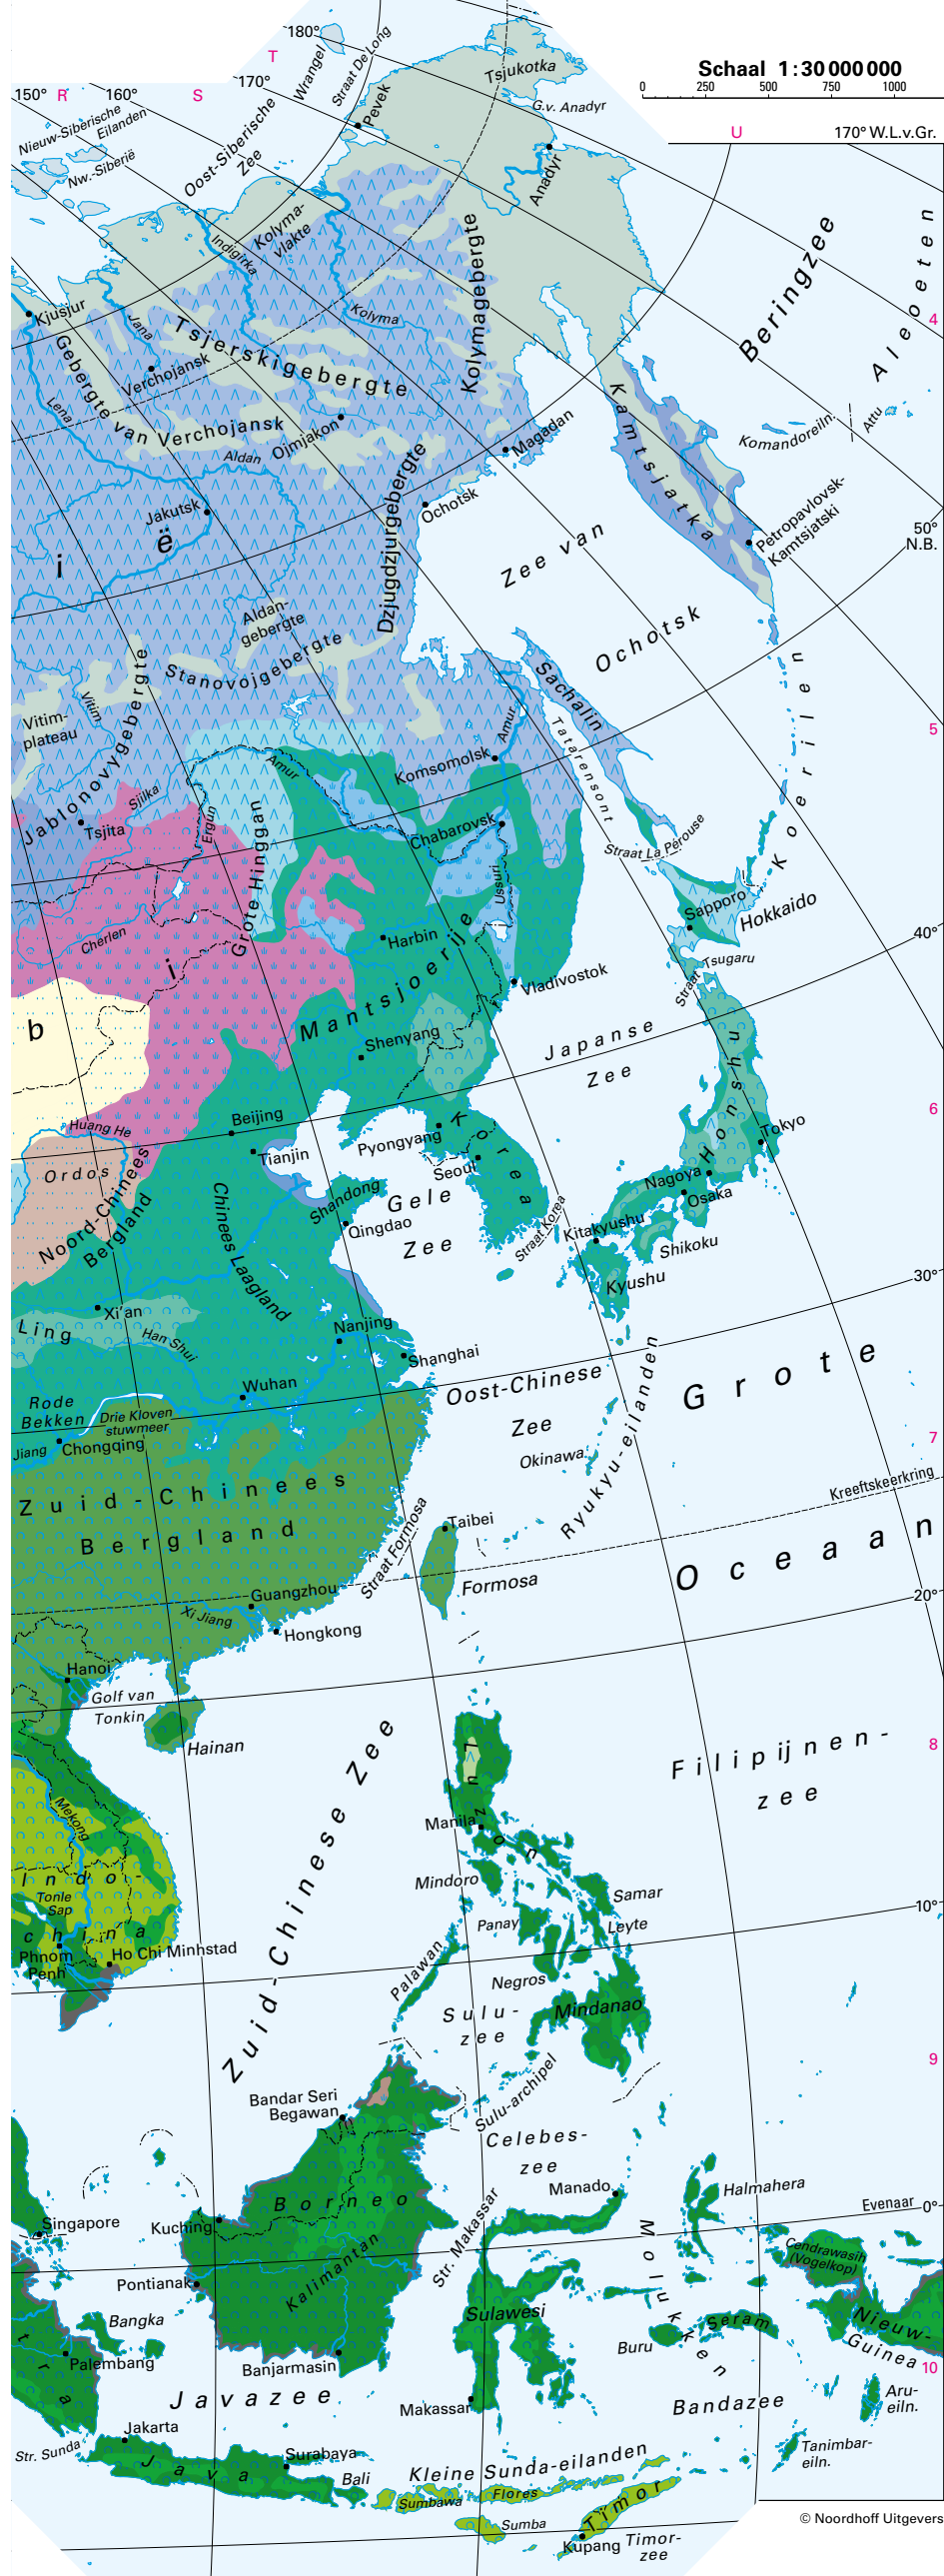 180°
T
170°
Wrangel
Straat De Long
Schaal 1 : 30 000 000
0 250 500 750 1000
150°
R
160°
S
Pevek
Tsjukotka
G.v. Anadyr
U
170° W.L.v.Gr.
Nieuw-Siberische
Eilanden
Nw.-Siberië
Oost-Siberische
Zee
Anadyr
Kolyma-
vlakte
Indigirka
Kolymagebergte
Beringzee
Aleoeten
4
Kjusjur
Jana
Kolyma
Tsjerskigebergte
Verchojansk
Gebergte van Verchojansk
Lena
Ojmjakon
Aldan
Magadan
Kamtsjatka
Komandoreiln.
Attu
Jakutsk
Ochotsk
Dzjugdzjurgebergte
Petropavlovsk-
Kamtsjatski
50°
N.B.
i ë
Zee van
Ochotsk
Aldan-
gebergte
Stanovojgebergte
Sachalin
Koerilen
Vitim-
plateau
Vitim
Jablonovygebergte
Amur
Tatarensont
5
Komsomolsk
Amur
Sjilka
Tsjita
Ergun
Grote Hinggan
Chabarovsk
Straat La Pérouse
Ussuri
Sapporo
Hokkaido
Cherlen
Harbin
40°
i
Mantsjoerije
Vladivostok
Straat Tsugaru
b
Shenyang
Japanse
Zee
Honshu
6
Huang He
Beijing
Tianjin
Pyongyang
Korea
Seoul
Tokyo
Ordos
Noord-Chinees
Bergland
Chinees Laagland
Shandong
Qingdao
Gele
Zee
Straat Korea
Nagoya
Osaka
Kitakyushu
Shikoku
Kyushu
30°
Xi'an
Ling
Han Shui
Nanjing
Shanghai
Wuhan
Oost-Chinese
Zee
Okinawa
Ryukyu-eilanden
Grote
Rode
Bekken
Drie Kloven
stuwmeer
Jiang
Chongqing
7
Zuid-Chinees
Bergland
Kreeftskeerkring
Taibei
Straat Formosa
Formosa
Oceaan
20°
Guangzhou
Xi Jiang
Hongkong
Hanoi
Golf van
Tonkin
Hainan
Luzon
Filipijnen-
zee
8
Mekong
Manila
Zuid-Chinese Zee
Indo-
china
Tonle
Sap
Mindoro
Samar
Panay
Leyte
10°
Phnom
Penh
Ho Chi Minhstad
Palawan
Negros
Sulu-
zee
Mindanao
9
Sulu-archipel
Bandar Seri
Begawan
Celebes-
zee
Manado
Halmahera
Evenaar
0°
Singapore
Kuching
Borneo
Str. Makassar
Molukken
Cendrawasih
(Vogelkop)
Pontianak
Kalimantan
Bangka
Sulawesi
Seram
Nieuw-
Guinea
Buru
10
t r a
Palembang
Banjarmasin
Javazee
Makassar
Bandazee
Aru-
eiln.
Jakarta
Str. Sunda
Java
Surabaya
Bali
Kleine Sunda-eilanden
Tanimbar-
eiln.
Sumbawa
Flores
Sumba
Timor
Kupang
Timor-
zee
© Noordhoff Uitgevers